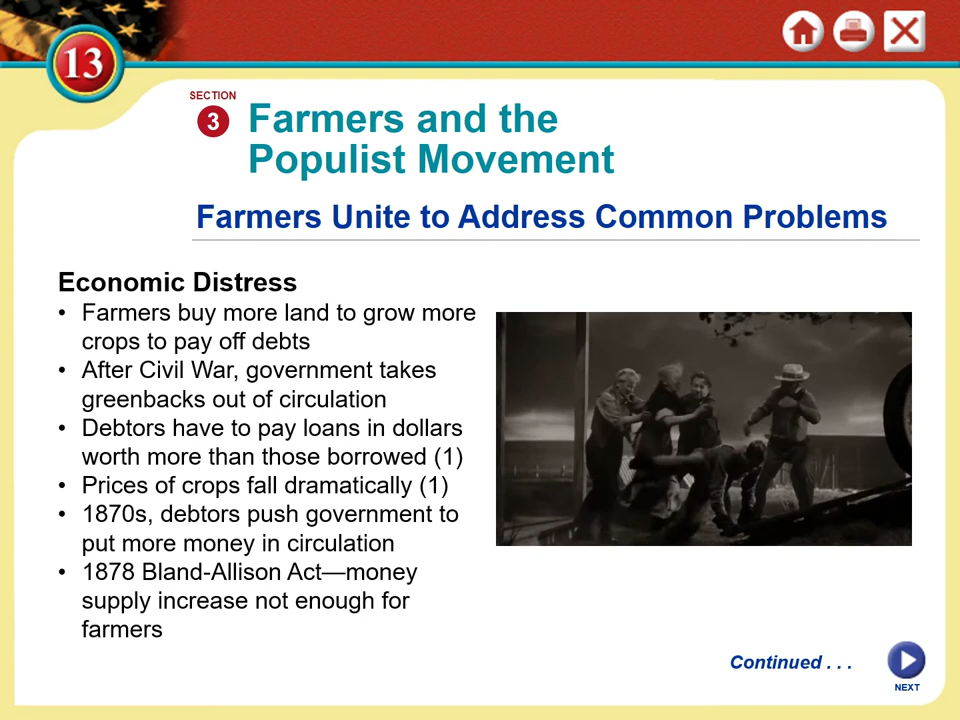 13
SECTION
3
Farmers and the
Populist Movement
Farmers Unite to Address Common Problems
Economic Distress
• Farmers buy more land to grow more
crops to pay off debts
• After Civil War, government takes
greenbacks out of circulation
• Debtors have to pay loans in dollars
worth more than those borrowed (1)
• Prices of crops fall dramatically (1)
• 1870s, debtors push government to
put more money in circulation
• 1878 Bland-Allison Act—money
supply increase not enough for
farmers
Continued . . .
NEXT